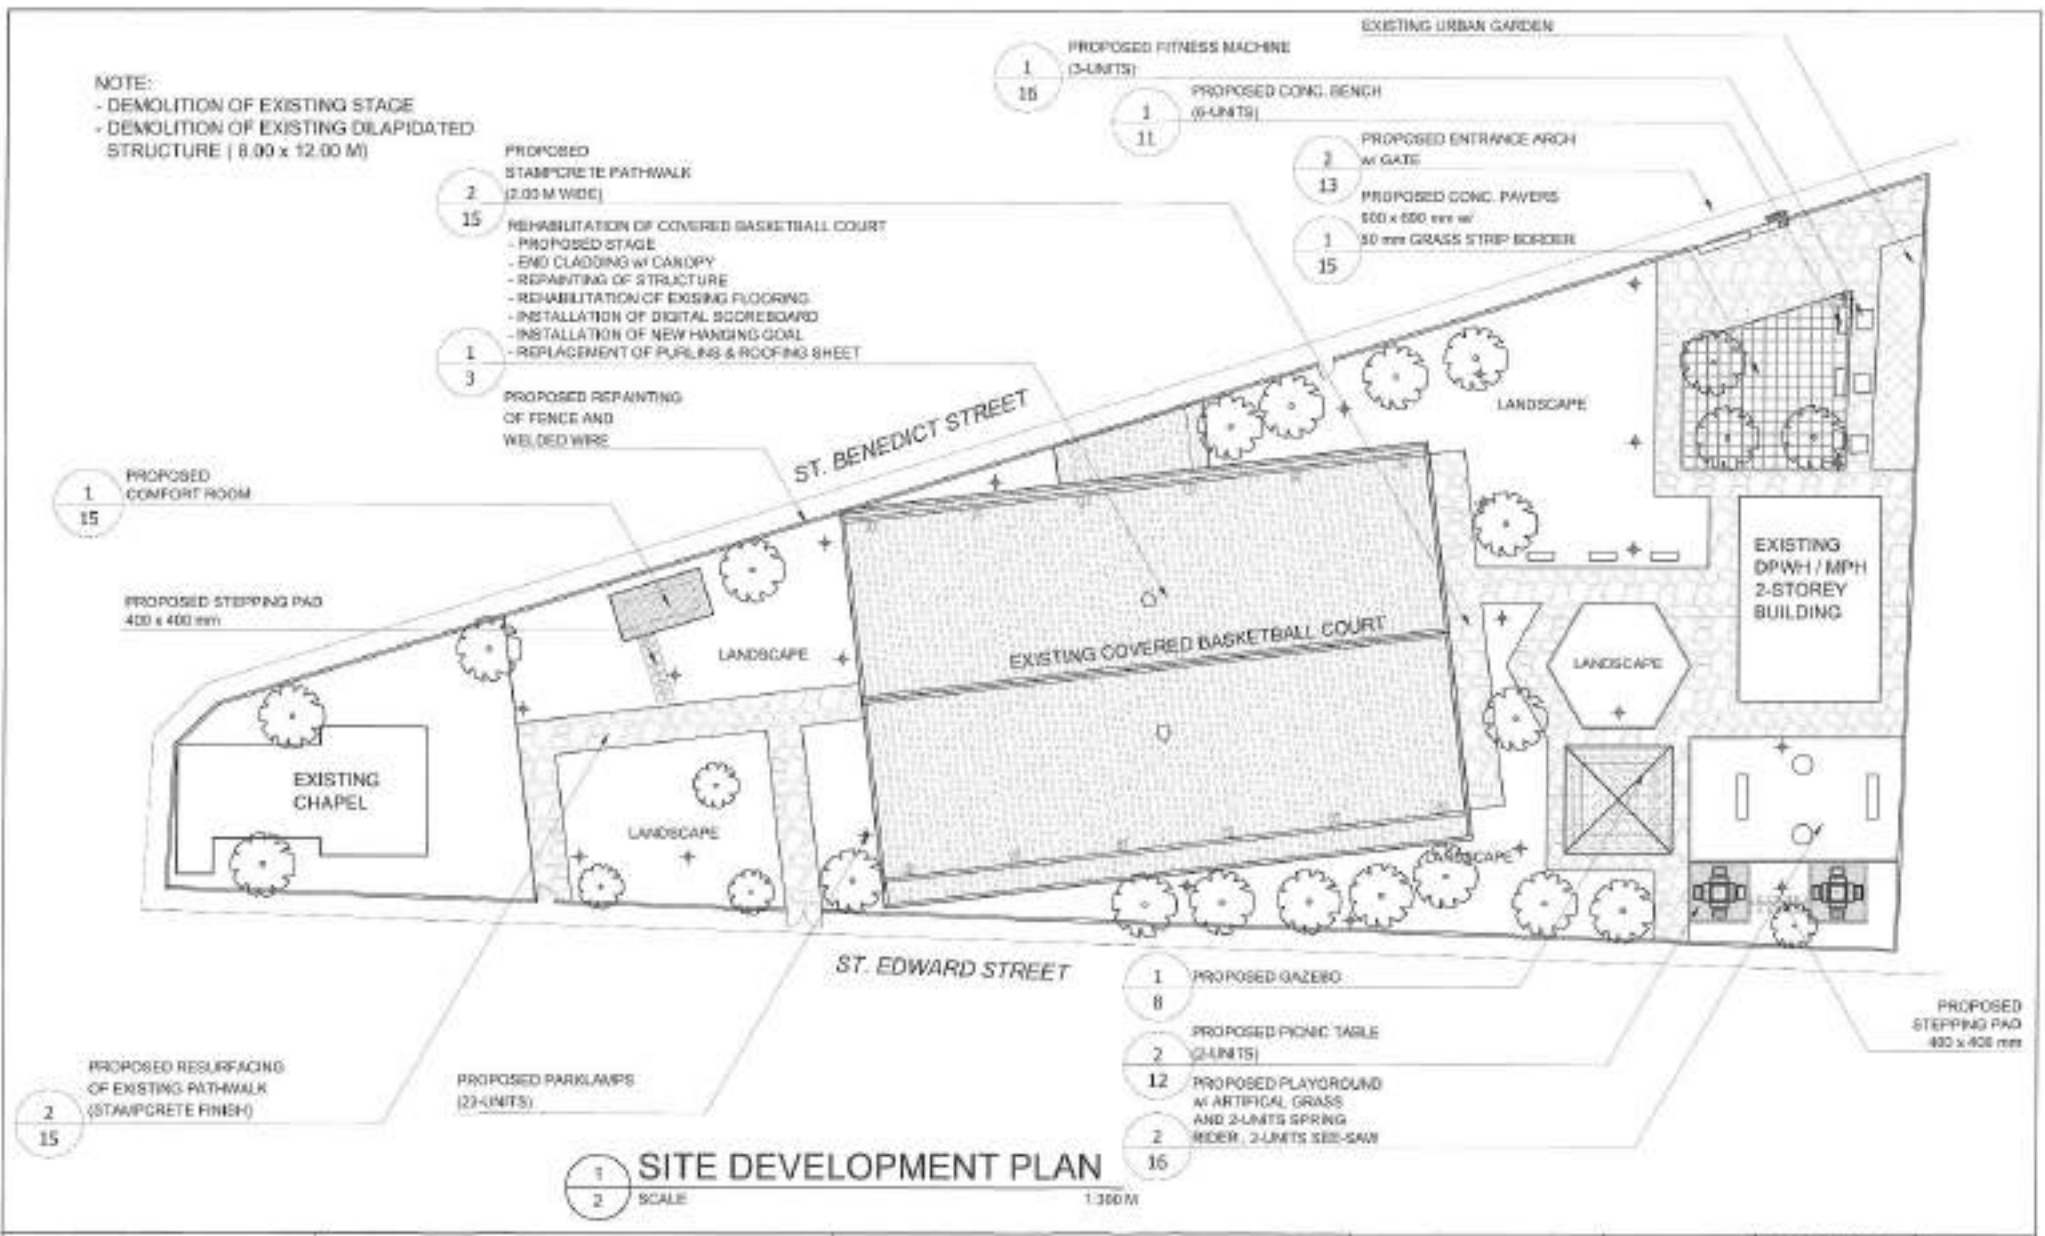 NOTE:
- DEMOLITION OF EXISTING STAGE
- DEMOLITION OF EXISTING DILAPIDATED
STRUCTURE ( 8.00 x 12.00 M)
EXISTING URBAN GARDEN
1
16
PROPOSED FITNESS MACHINE
(3-UNITS)
1
11
PROPOSED CONC. BENCH
(6-UNITS)
2
13
PROPOSED ENTRANCE ARCH
w/ GATE
1
15
PROPOSED CONC. PAVERS
mm w/
50 mm GRASS STRIP BORDER
2
15
PROPOSED
STAMPCRETE PATHWALK
(2.00 M WIDE)
1
3
REHABILITATION OF COVERED BASKETBALL COURT
- PROPOSED STAGE
- END CLADDING w/ CANOPY
- REPAINTING OF STRUCTURE
- REHABILITATION OF EXISING FLOORING
- INSTALLATION OF DIGITAL SCOREBOARD
- INSTALLATION OF NEW HANGING GOAL
- REPLACEMENT OF PURLINS & ROOFING SHEET
PROPOSED REPAINTING
OF FENCE AND
WELDED WIRE
1
15
PROPOSED
COMFORT ROOM
PROPOSED STEPPING PAD
400 x 400 mm
ST. BENEDICT STREET
LANDSCAPE
EXISTING
DPWH / MPH
2-STOREY
BUILDING
EXISTING COVERED BASKETBALL COURT
LANDSCAPE
LANDSCAPE
EXISTING
CHAPEL
LANDSCAPE
LANDSCAPE
ST. EDWARD STREET
1
8
PROPOSED GAZEBO
2
12
PROPOSED PICNIC TABLE
(2-UNITS)
2
16
PROPOSED PLAYGROUND
w/ ARTIFICAL GRASS
AND 2-UNITS SPRING
RIDER , 2-UNITS SEE-SAW
PROPOSED
STEPPING PAD
400 x 400 mm
2
15
PROPOSED RESURFACING
OF EXISTING PATHWALK
(STAMPCRETE FINISH)
PROPOSED PARKLAMPS
(23-UNITS)
1
2
SITE DEVELOPMENT PLAN
SCALE
1:300 M